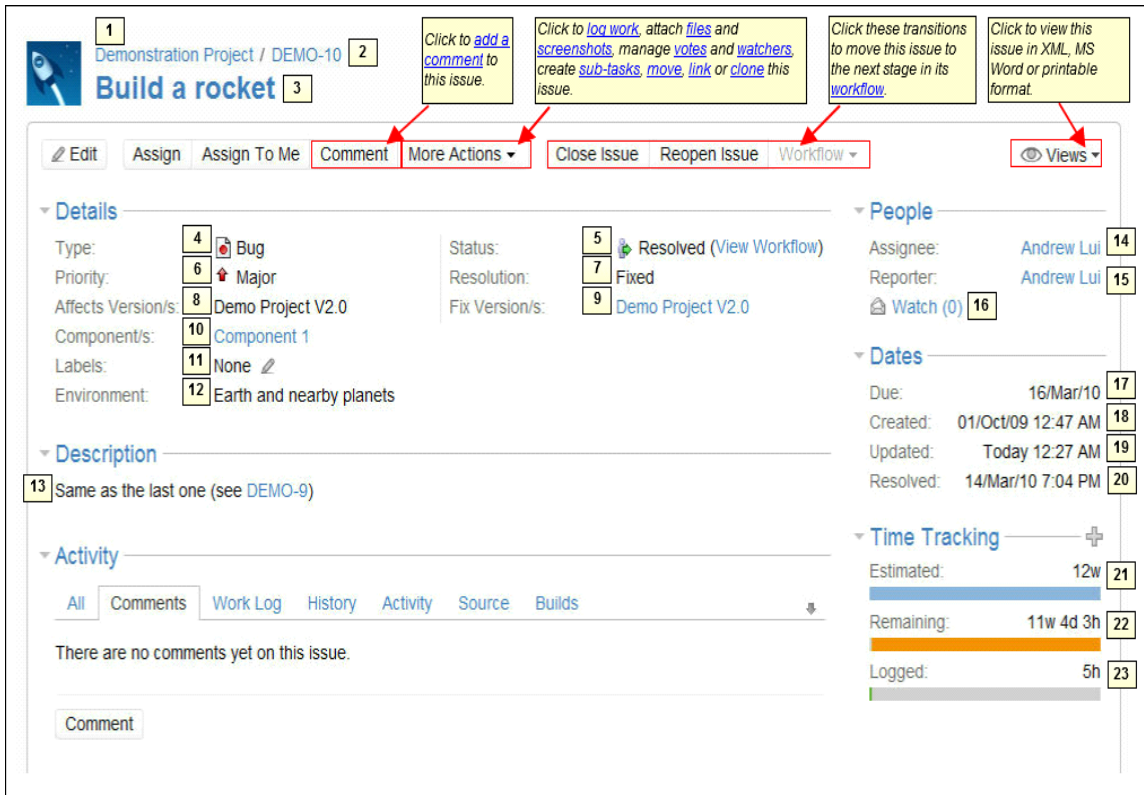 1
Demonstration Project / DEMO-10 2
Build a rocket 3
Click to add a
comment to
this issue.
Click to log work, attach files and
screenshots, manage votes and watchers,
create sub-tasks, move, link or clone this
issue.
Click these transitions
to move this issue to
the next stage in its
workflow.
Click to view this
issue in XML, MS
Word or printable
format.
Edit Assign Assign To Me Comment More Actions Close Issue Reopen Issue Workflow Views
Details
Type: 4 Bug
Status: 5 Resolved (View Workflow)
Priority: 6 Major
Resolution: 7 Fixed
Affects Version/s: 8 Demo Project V2.0
Fix Version/s: 9 Demo Project V2.0
Component/s: 10 Component 1
Labels: 11 None
Environment: 12 Earth and nearby planets
Description
13 Same as the last one (see DEMO-9)
Activity
All Comments Work Log History Activity Source Builds
There are no comments yet on this issue.
Comment
People
Assignee: Andrew Lui 14
Reporter: Andrew Lui 15
Watch (0) 16
Dates
Due: 16/Mar/10 17
Created: 01/Oct/09 12:47 AM 18
Updated: Today 12:27 AM 19
Resolved: 14/Mar/10 7:04 PM 20
Time Tracking
Estimated: 12w 21
Remaining: 11w 4d 3h 22
Logged: 5h 23